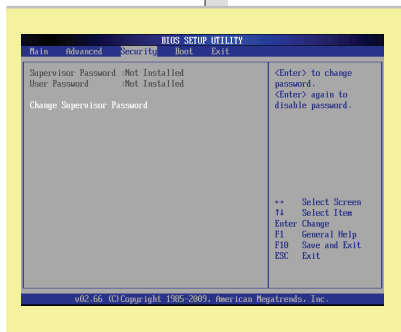 BIOS SETUP UTILITY
Main Advanced Security Boot Exit
Supervisor Password :Not Installed
User Password :Not Installed
Change Supervisor Password
<Enter> to change
password.
<Enter> again to
disable password.
↔ Select Screen
↑↓ Select Item
Enter Change
F1 General Help
F10 Save and Exit
ESC Exit
v02.66 (C)Copyright 1985-2009, American Megatrends, Inc.